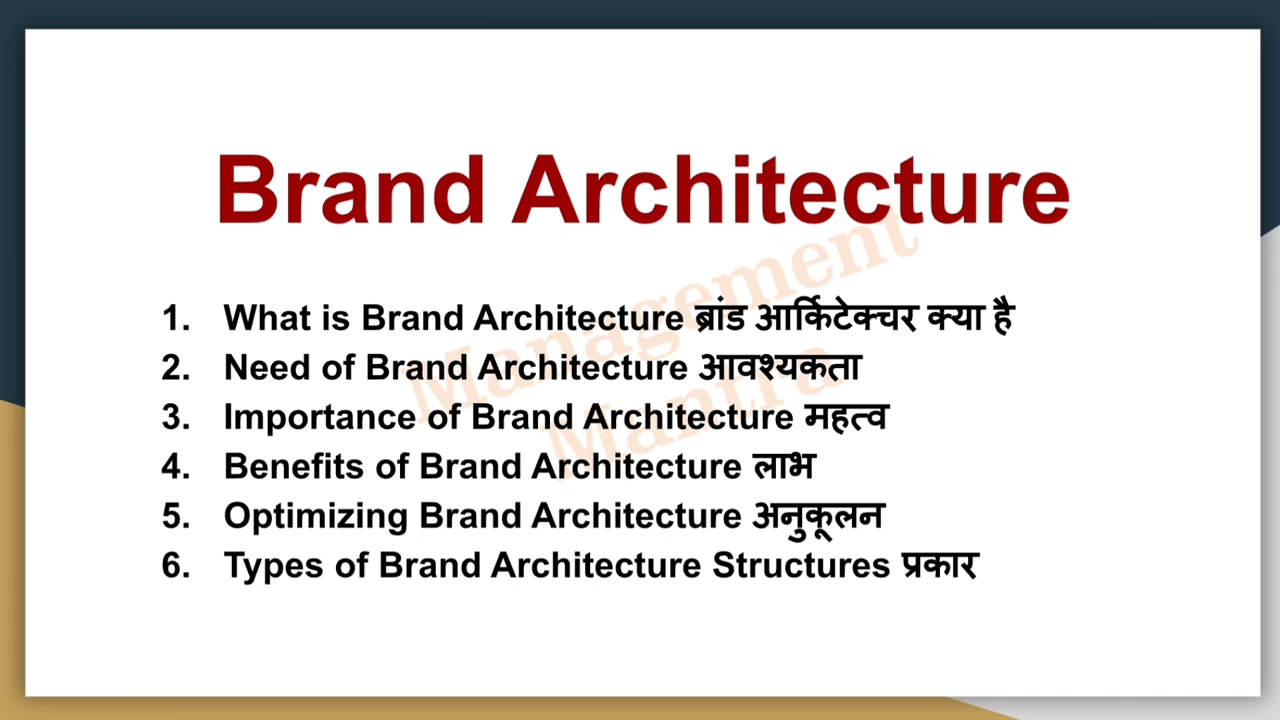 Brand Architecture
1. What is Brand Architecture ब्रांड आर्किटेक्चर क्या है
2. Need of Brand Architecture आवश्यकता
3. Importance of Brand Architecture महत्व
4. Benefits of Brand Architecture लाभ
5. Optimizing Brand Architecture अनुकूलन
6. Types of Brand Architecture Structures प्रकार
Management
Mantra